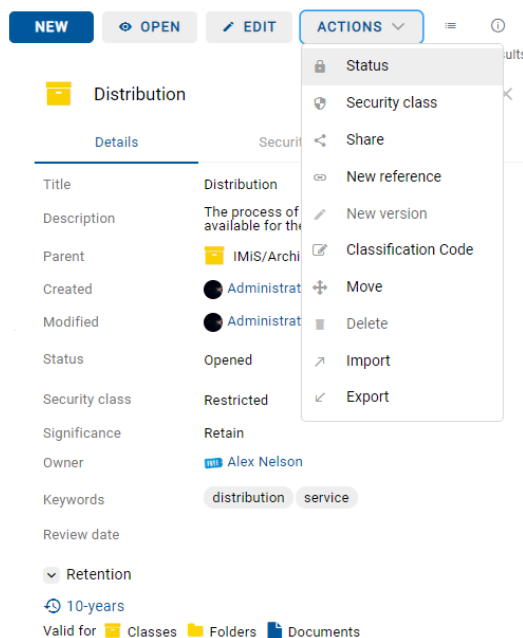 NEW OPEN EDIT ACTIONS
Status
Distribution
Security class
Share
Details
New reference
Title Distribution
New version
Description The process of
available for the
Classification Code
Parent IMiS/Archi
Move
Created Administrat
Delete
Modified Administrat
Import
Status Opened
Export
Security class Restricted
Significance Retain
Owner Alex Nelson
Keywords distribution service
Review date
Retention
10-years
Valid for Classes Folders Documents